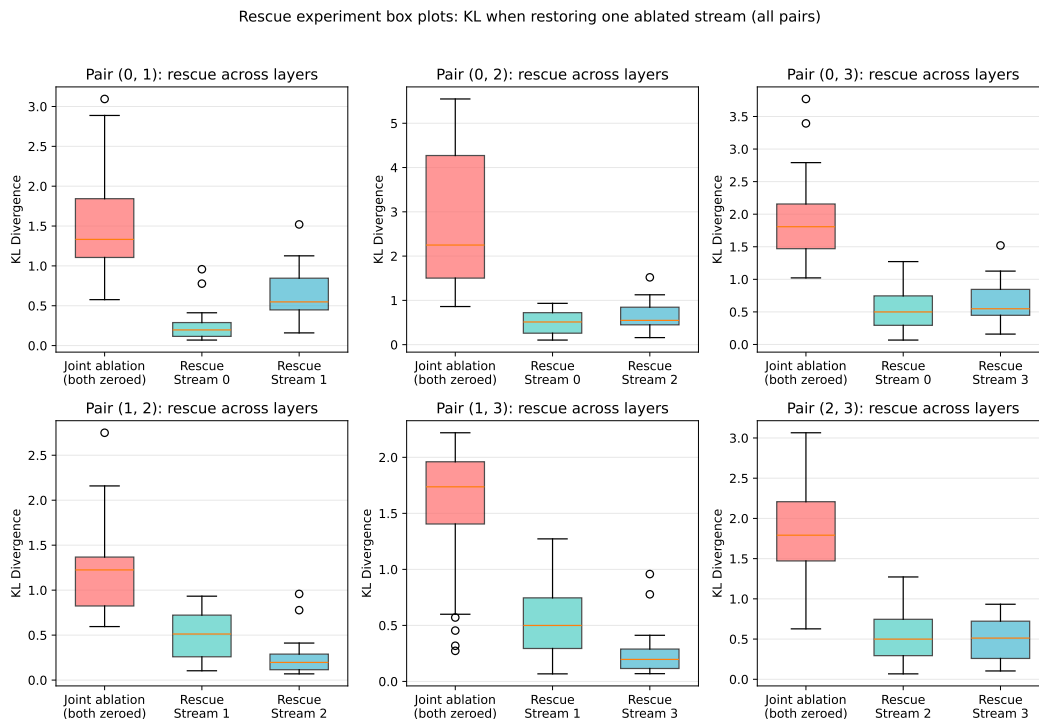 Rescue experiment box plots: KL when restoring one ablated stream (all pairs)
Pair (0, 1): rescue across layers
KL Divergence
3.0
2.5
2.0
1.5
1.0
0.5
0.0
Joint ablation
(both zeroed)
Rescue
Stream 0
Rescue
Stream 1
Pair (0, 2): rescue across layers
KL Divergence
5
4
3
2
1
0
Joint ablation
(both zeroed)
Rescue
Stream 0
Rescue
Stream 2
Pair (0, 3): rescue across layers
KL Divergence
3.5
3.0
2.5
2.0
1.5
1.0
0.5
0.0
Joint ablation
(both zeroed)
Rescue
Stream 0
Rescue
Stream 3
Pair (1, 2): rescue across layers
KL Divergence
2.5
2.0
1.5
1.0
0.5
0.0
Joint ablation
(both zeroed)
Rescue
Stream 1
Rescue
Stream 2
Pair (1, 3): rescue across layers
KL Divergence
2.0
1.5
1.0
0.5
0.0
Joint ablation
(both zeroed)
Rescue
Stream 1
Rescue
Stream 3
Pair (2, 3): rescue across layers
KL Divergence
3.0
2.5
2.0
1.5
1.0
0.5
0.0
Joint ablation
(both zeroed)
Rescue
Stream 2
Rescue
Stream 3